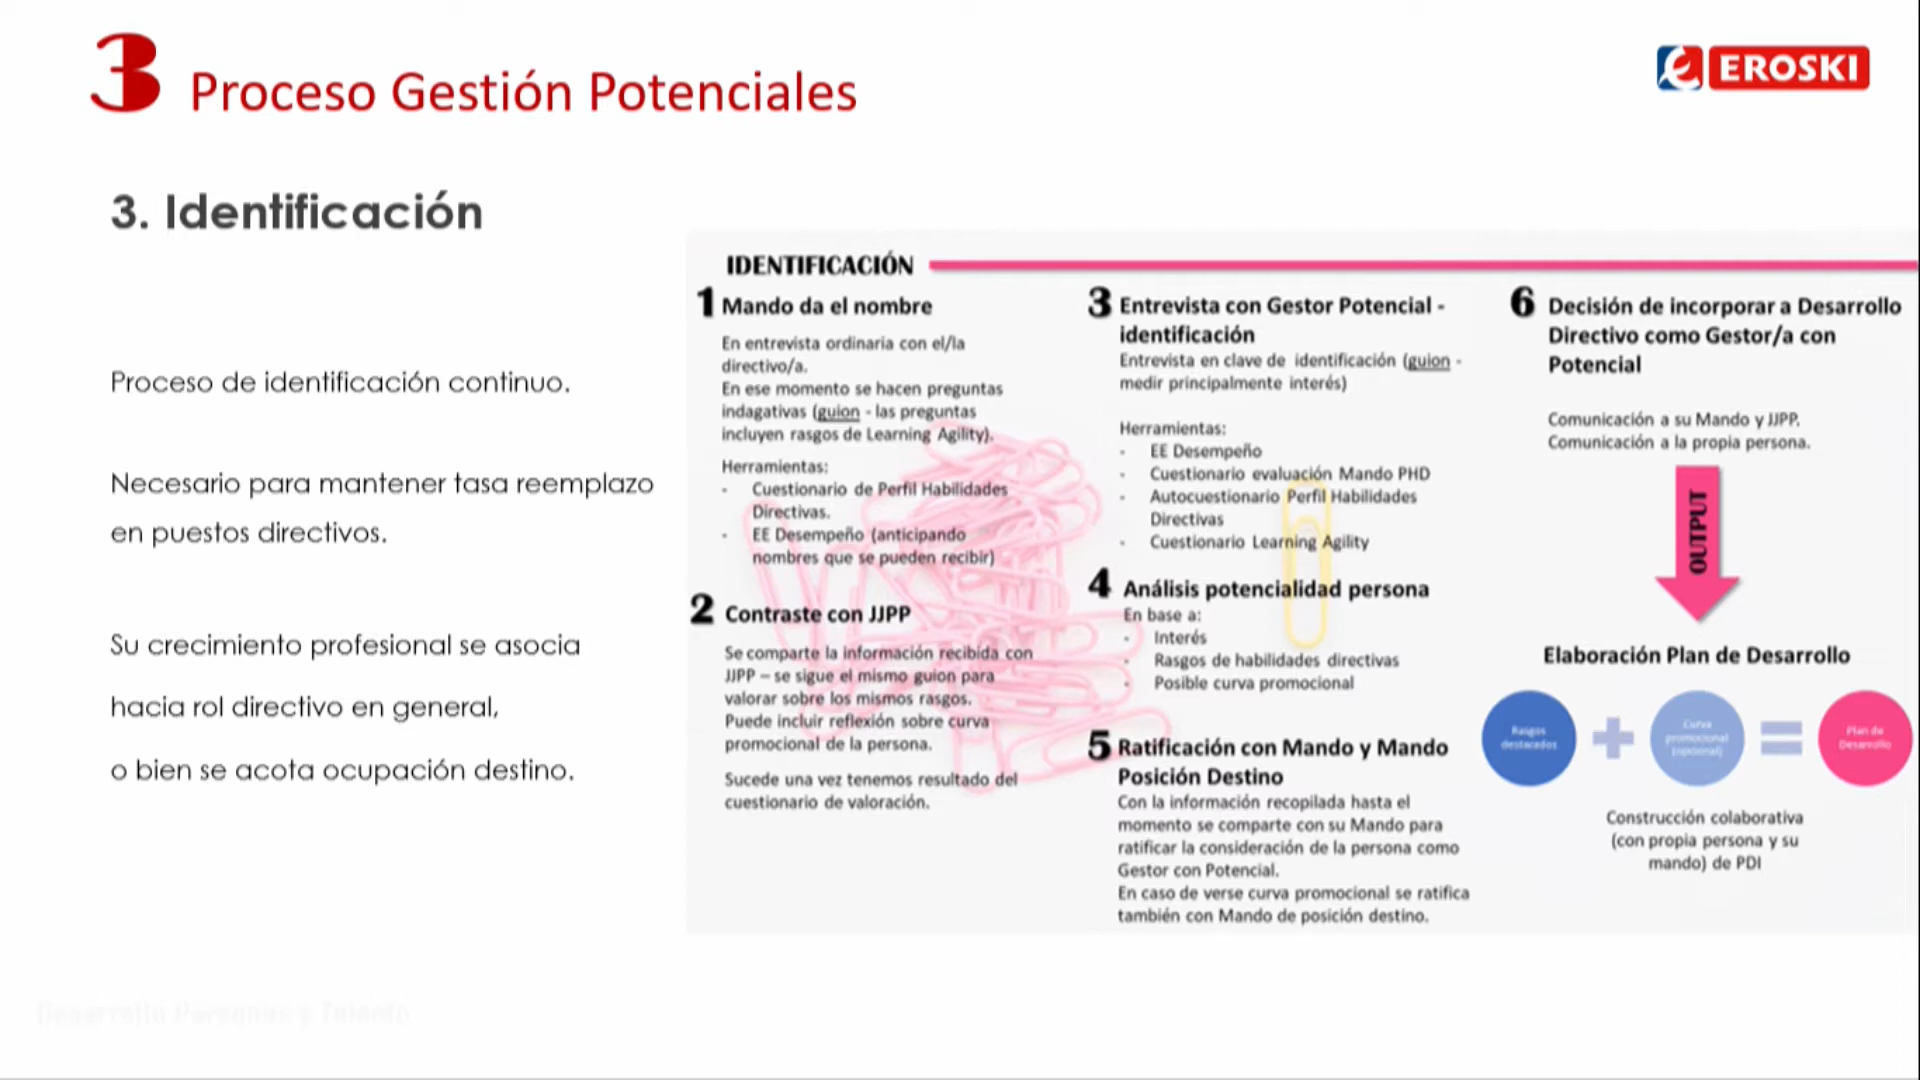 3 Proceso Gestión Potenciales
EROSKI
3. Identificación
Proceso de identificación continuo.
Necesario para mantener tasa reemplazo
en puestos directivos.
Su crecimiento profesional se asocia
hacia rol directivo en general,
o bien se acota ocupación destino.
IDENTIFICACIÓN
1 Mando da el nombre
En entrevista ordinaria con el/la
directivo/a.
En ese momento se hacen preguntas
indagativas (guion - las preguntas
incluyen rasgos de Learning Agility).
Herramientas:
- Cuestionario de Perfil Habilidades
Directivas.
- EE Desempeño (anticipando
nombres que se pueden recibir)
2 Contraste con JJPP
Se comparte la información recibida con
JJPP – se sigue el mismo guion para
valorar sobre los mismos rasgos.
Puede incluir reflexión sobre curva
promocional de la persona.
Sucede una vez tenemos resultado del
cuestionario de valoración.
3 Entrevista con Gestor Potencial -
identificación
Entrevista en clave de identificación (guion -
medir principalmente interés)
Herramientas:
- EE Desempeño
- Cuestionario evaluación Mando PHD
- Autocuestionario Perfil Habilidades
Directivas
- Cuestionario Learning Agility
4 Análisis potencialidad persona
En base a:
- Interés
- Rasgos de habilidades directivas
- Posible curva promocional
5 Ratificación con Mando y Mando
Posición Destino
Con la información recopilada hasta el
momento se comparte con su Mando para
ratificar la consideración de la persona como
Gestor con Potencial.
En caso de verse curva promocional se ratifica
también con Mando de posición destino.
6 Decisión de incorporar a Desarrollo
Directivo como Gestor/a con
Potencial
Comunicación a su Mando y JJPP.
Comunicación a la propia persona.
OUTPUT
Elaboración Plan de Desarrollo
Rasgos
destacados
+
Curva
promocional
(opcional)
=
Plan de
Desarrollo
Construcción colaborativa
(con propia persona y su
mando) de PDI
Desarrollo Personas y Talento